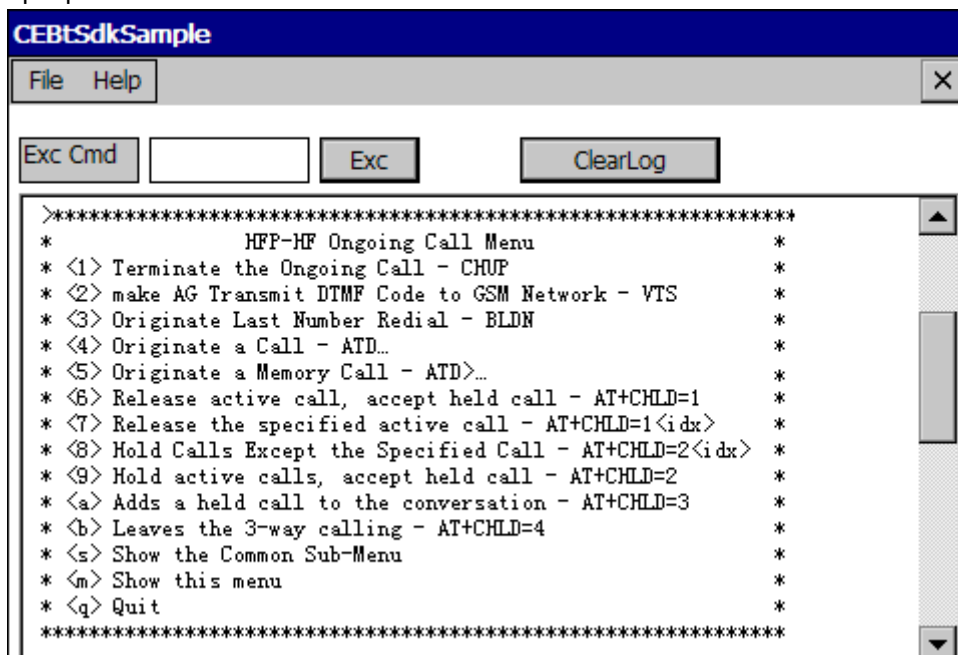 CEBtSdkSample
File Help
Exc Cmd Exc ClearLog
>**************************************************************
* HFP-HF Ongoing Call Menu *
* <1> Terminate the Ongoing Call - CHUP *
* <2> make AG Transmit DTMF Code to GSM Network - VTS *
* <3> Originate Last Number Redial - BLDN *
* <4> Originate a Call - ATD… *
* <5> Originate a Memory Call - ATD>… *
* <6> Release active call, accept held call - AT+CHLD=1 *
* <7> Release the specified active call - AT+CHLD=1<idx> *
* <8> Hold Calls Except the Specified Call - AT+CHLD=2<idx> *
* <9> Hold active calls, accept held call - AT+CHLD=2 *
* <a> Adds a held call to the conversation - AT+CHLD=3 *
* <b> Leaves the 3-way calling - AT+CHLD=4 *
* <s> Show the Common Sub-Menu *
* <m> Show this menu *
* <q> Quit *
**************************************************************